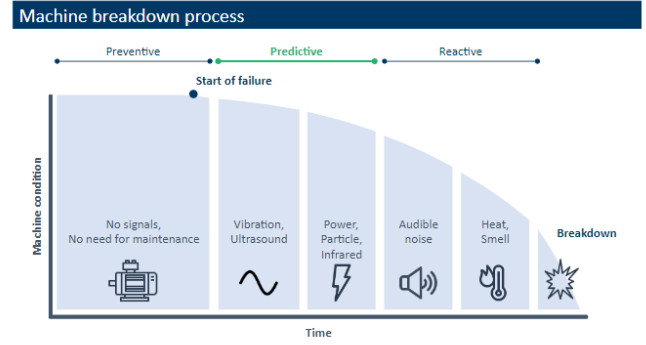 Machine breakdown process
Preventive
Predictive
Reactive
Start of failure
Machine condition
No signals,
No need for maintenance
Vibration,
Ultrasound
Power,
Particle,
Infrared
Audible
noise
Heat,
Smell
Breakdown
Time